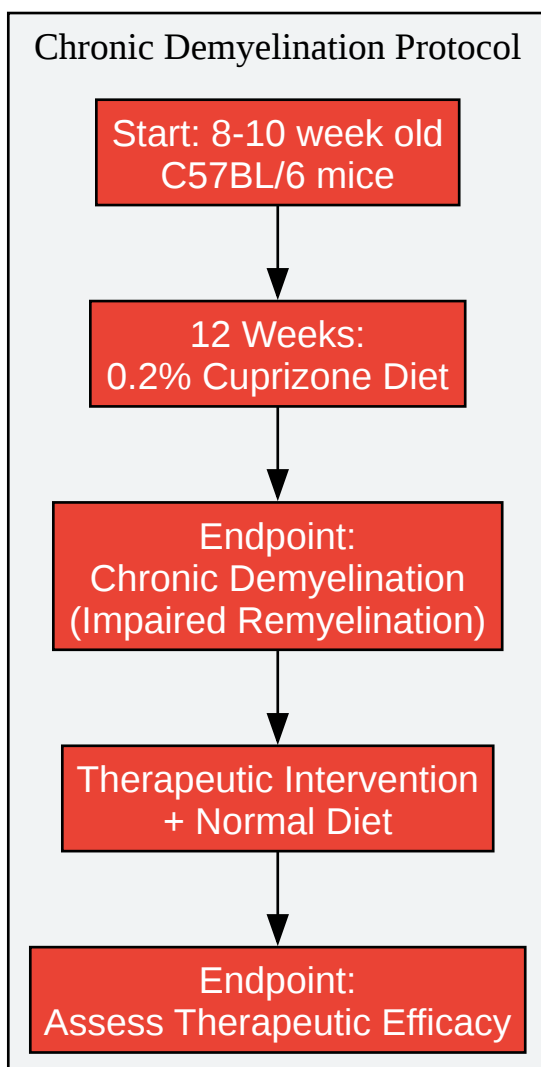 Chronic Demyelination Protocol
Start: 8-10 week old
C57BL/6 mice
12 Weeks:
0.2% Cuprizone Diet
Endpoint:
Chronic Demyelination
(Impaired Remyelination)
Therapeutic Intervention
+ Normal Diet
Endpoint:
Assess Therapeutic Efficacy